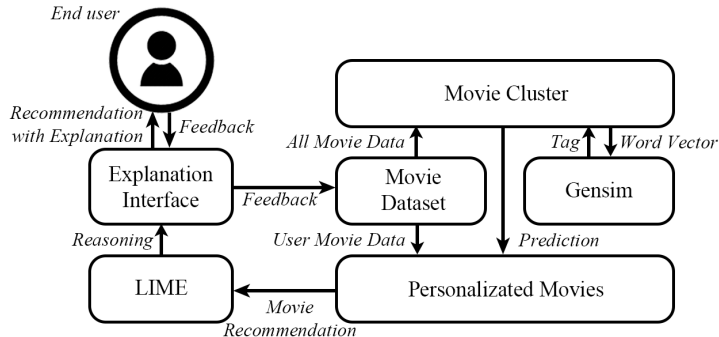 End user
Movie Cluster
Recommendation
with Explanation
Feedback
All Movie Data
Tag
Word Vector
Explanation
Interface
Feedback
Movie
Dataset
Gensim
Reasoning
User Movie Data
Prediction
LIME
Movie
Recommendation
Personalizated Movies